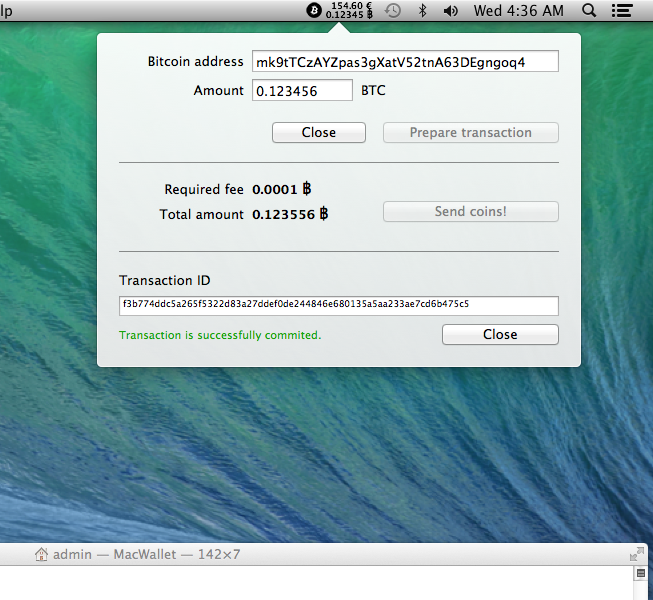 lp 154.60 € Wed 4:36 AM
0.12345 ฿
Bitcoin address mk9tTCzAYZpas3gXatV52tnA63DEgngoq4
Amount 0.123456 BTC
Close Prepare transaction
Required fee 0.0001 ฿
Total amount 0.123556 ฿ Send coins!
Transaction ID
f3b774ddc5a265f5322d83a27ddef0de244846e680135a5aa233ae7cd6b475c5
Transaction is successfully commited. Close
admin — MacWallet — 142×7